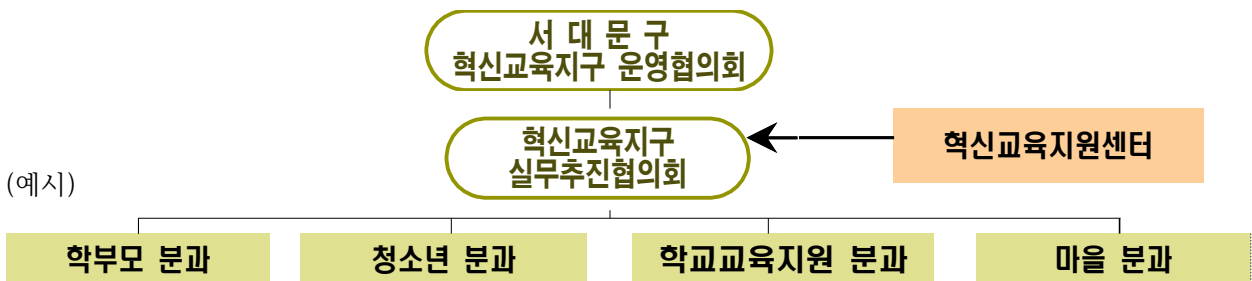 서 대 문 구
혁신교육지구 운영협의회
혁신교육지구
실무추진협의회
혁신교육지원센터
(예시)
학부모 분과
청소년 분과
학교교육지원 분과
마을 분과